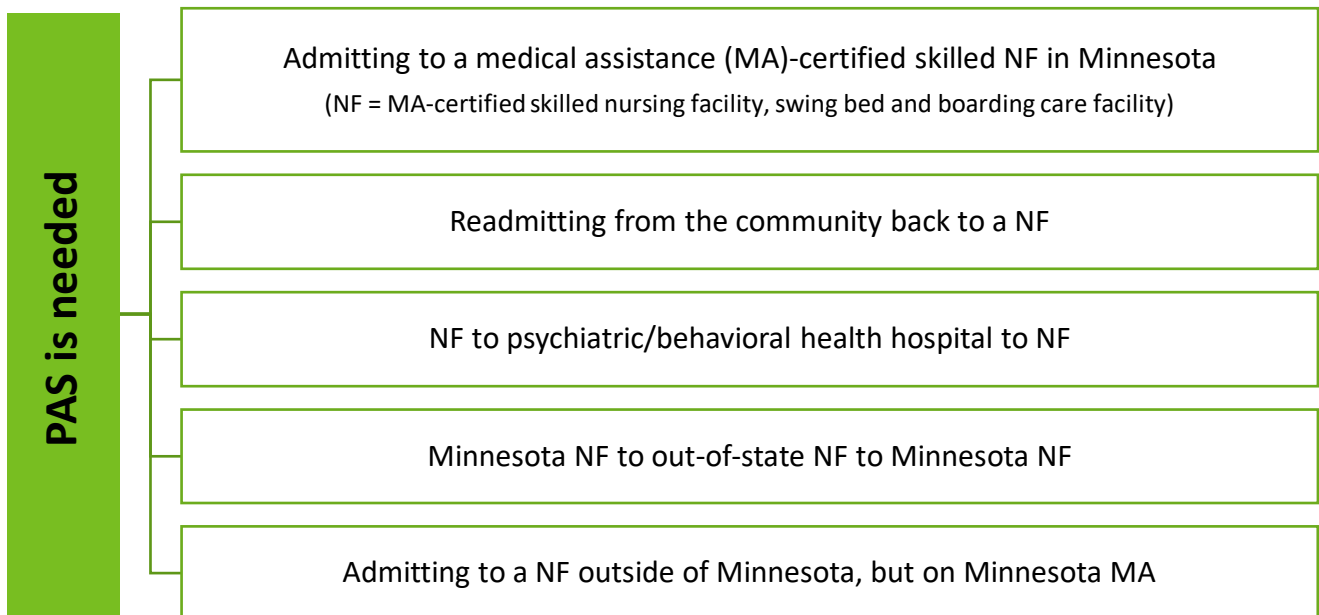 PAS is needed
Admitting to a medical assistance (MA)-certified skilled NF in Minnesota
(NF = MA-certified skilled nursing facility, swing bed and boarding care facility)
Readmitting from the community back to a NF
NF to psychiatric/behavioral health hospital to NF
Minnesota NF to out-of-state NF to Minnesota NF
Admitting to a NF outside of Minnesota, but on Minnesota MA